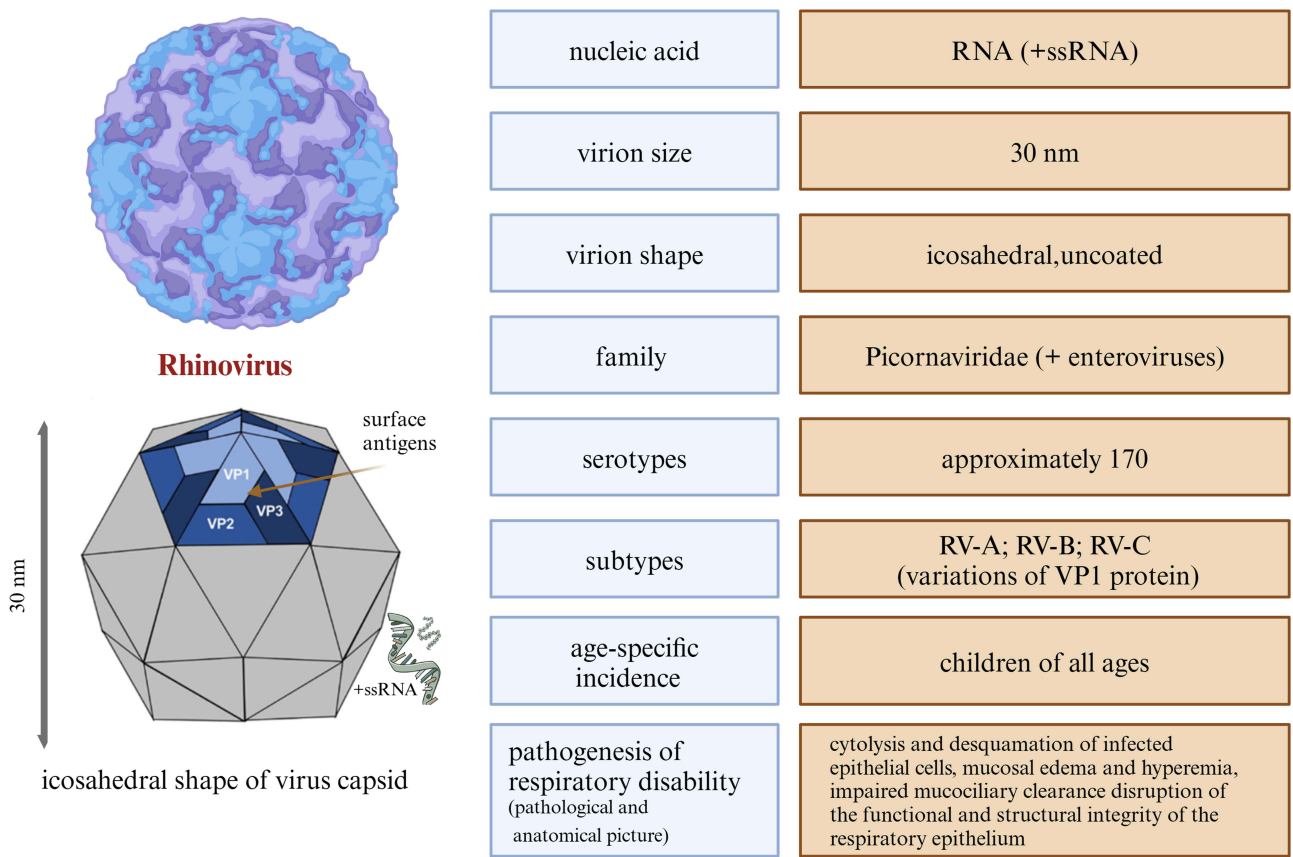 Rhinovirus
surface
antigens
VP1
VP2
VP3
30 nm
+ssRNA
icosahedral shape of virus capsid
nucleic acid
RNA (+ssRNA)
virion size
30 nm
virion shape
icosahedral,uncoated
family
Picornaviridae (+ enteroviruses)
serotypes
approximately 170
subtypes
RV-A; RV-B; RV-C
(variations of VP1 protein)
age-specific
incidence
children of all ages
pathogenesis of
respiratory disability
(pathological and
anatomical picture)
cytolysis and desquamation of infected
epithelial cells, mucosal edema and hyperemia,
impaired mucociliary clearance disruption of
the functional and structural integrity of the
respiratory epithelium